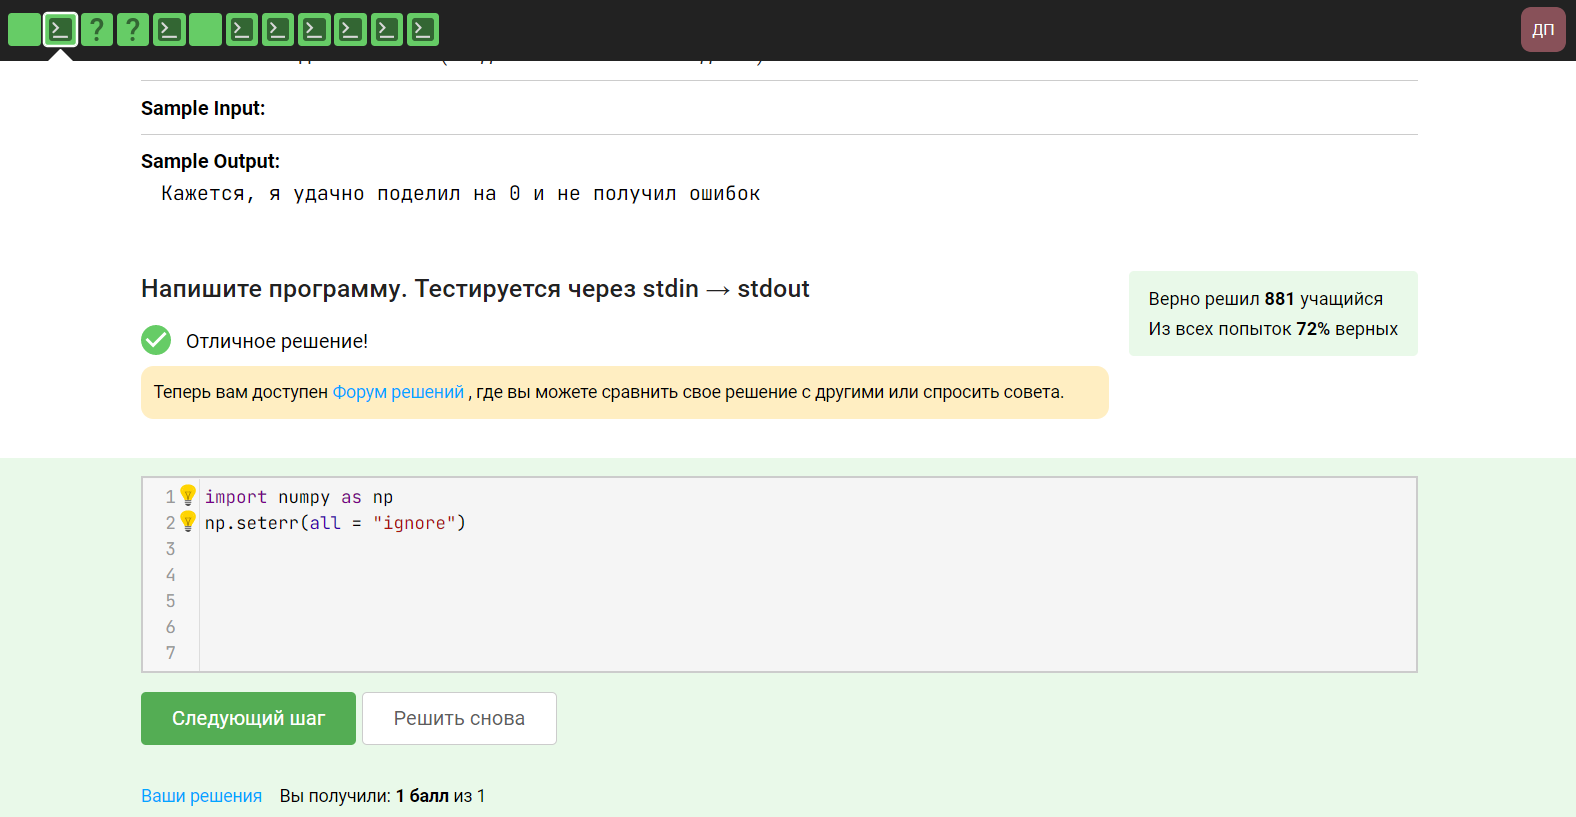 ? ?
ДП
Sample Input:
Sample Output:
Кажется, я удачно поделил на 0 и не получил ошибок
Напишите программу. Тестируется через stdin → stdout
Верно решил 881 учащийся
Из всех попыток 72% верных
Отличное решение!
Теперь вам доступен Форум решений , где вы можете сравнить свое решение с другими или спросить совета.
1 import numpy as np
2 np.seterr(all = "ignore")
3
4
5
6
7
Следующий шаг
Решить снова
Ваши решения Вы получили: 1 балл из 1